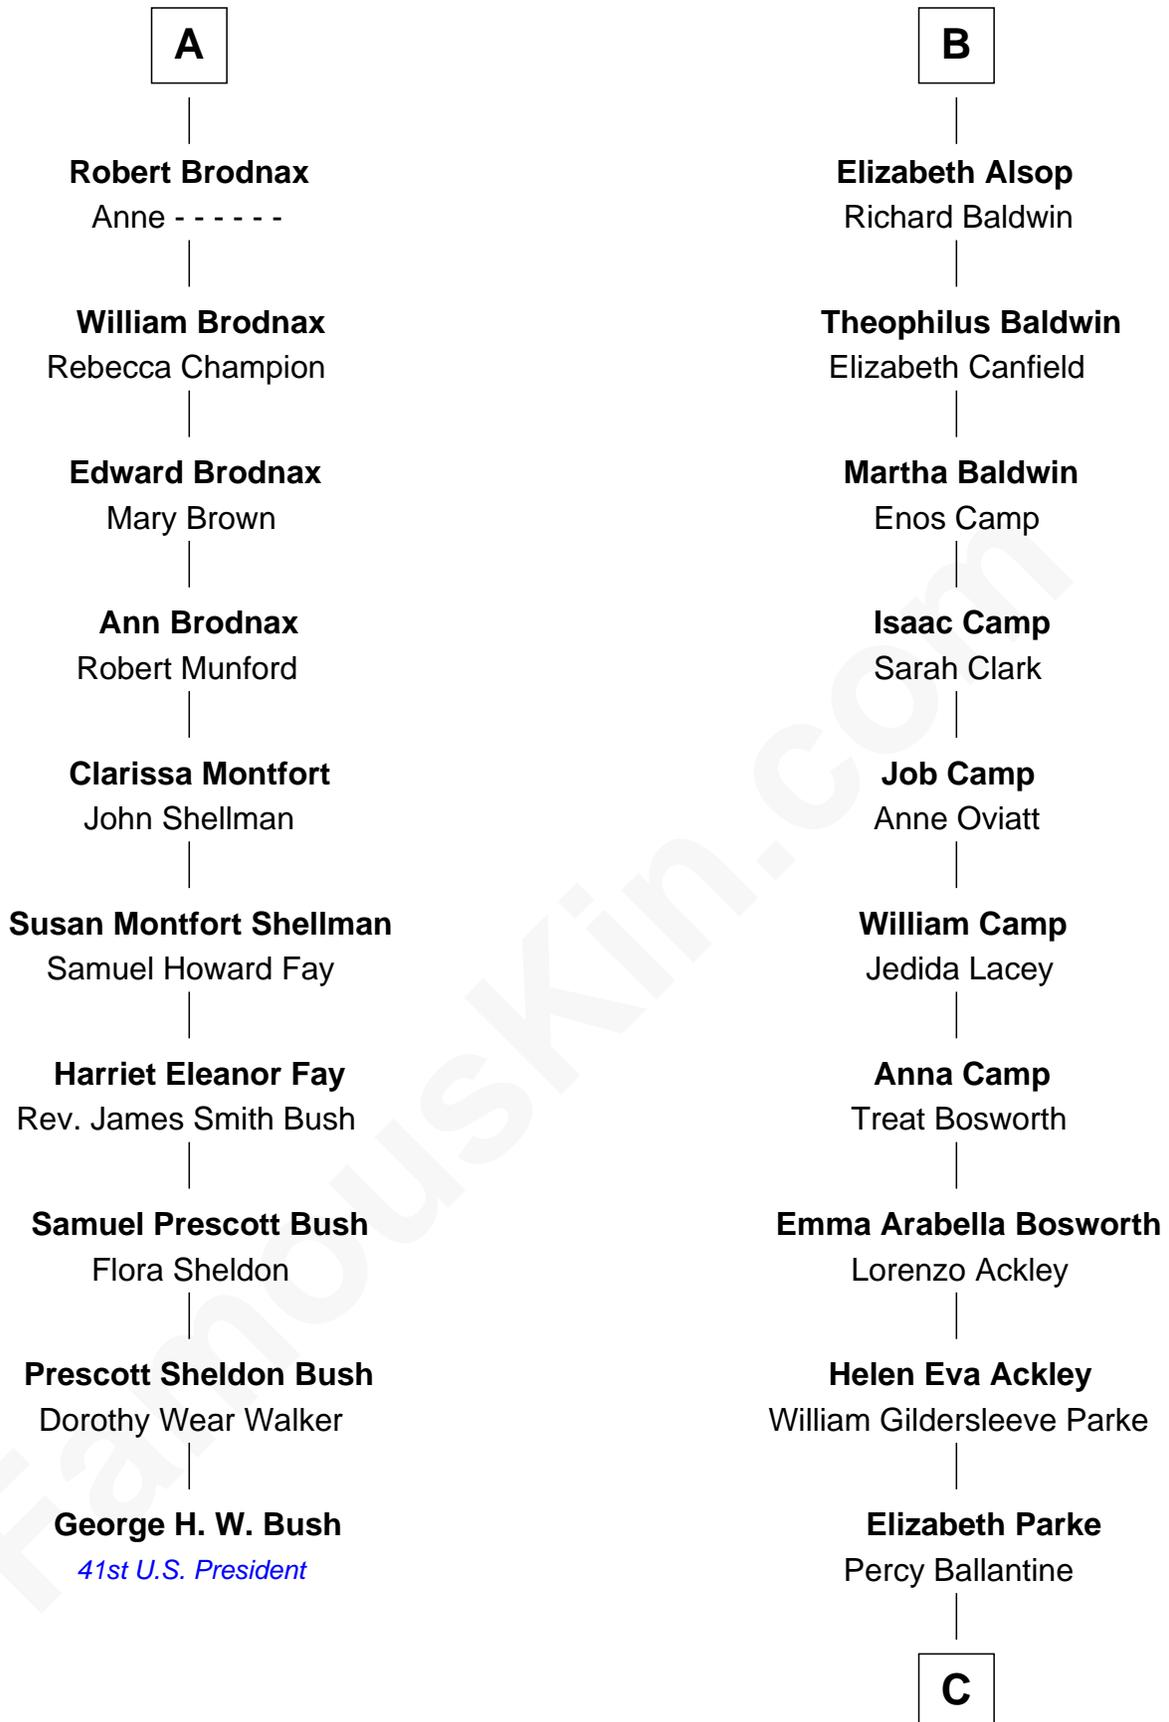 A
Robert Brodnax
Anne - - - - - -
William Brodnax
Rebecca Champion
Edward Brodnax
Mary Brown
Ann Brodnax
Robert Munford
Clarissa Montfort
John Shellman
Susan Montfort Shellman
Samuel Howard Fay
Harriet Eleanor Fay
Rev. James Smith Bush
Samuel Prescott Bush
Flora Sheldon
Prescott Sheldon Bush
Dorothy Wear Walker
George H. W. Bush
41st U.S. President
B
Elizabeth Alsop
Richard Baldwin
Theophilus Baldwin
Elizabeth Canfield
Martha Baldwin
Enos Camp
Isaac Camp
Sarah Clark
Job Camp
Anne Oviatt
William Camp
Jedida Lacey
Anna Camp
Treat Bosworth
Emma Arabella Bosworth
Lorenzo Ackley
Helen Eva Ackley
William Gildersleeve Parke
Elizabeth Parke
Percy Ballantine
C
FamousKin.com